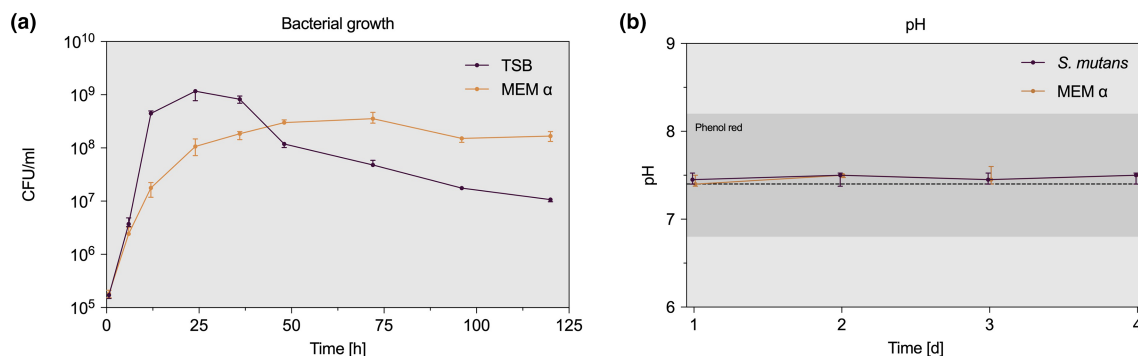 (a)
Bacterial growth
10¹⁰
10⁹
10⁸
10⁷
10⁶
10⁵
CFU/ml
TSB
MEM α
0
25
50
75
100
125
Time [h]
(b)
pH
9
8
7
6
pH
S. mutans
MEM α
Phenol red
1
2
3
4
Time [d]